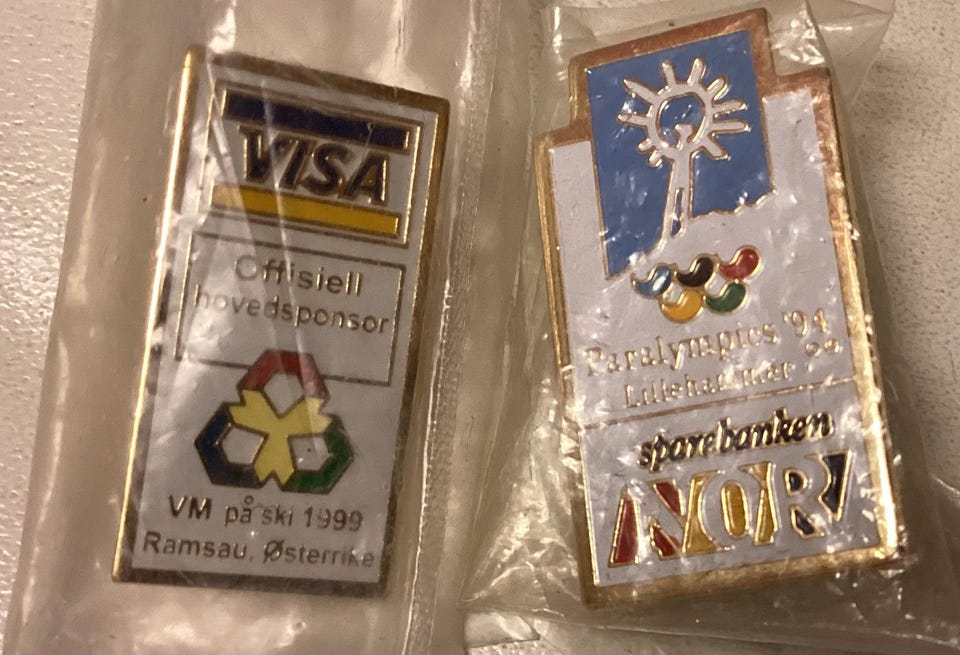 VISA
Offisiell
hovedsponsor
VM på ski 1999
Ramsau, Østerrike
Paralympics '94
Lillehammer
sparebanken
NOR